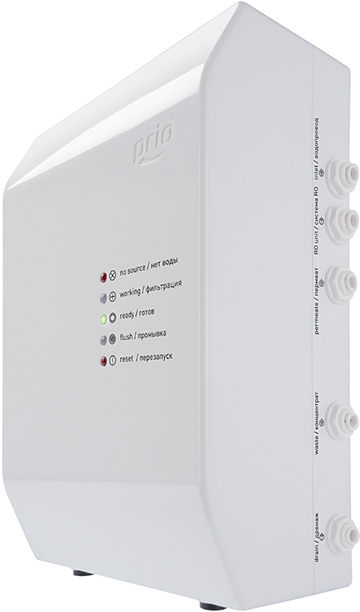 prio
no source / нет воды
working / фильтрация
ready / готов
flush / промывка
reset / перезапуск
inlet / водопровод
RO unit / система RO
permeate / пермеат
waste / концентрат
drain / дренаж